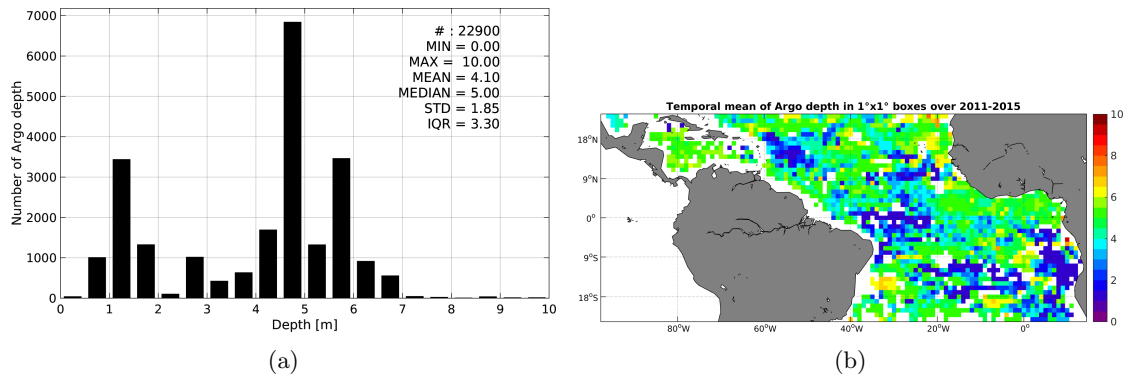 7000
6000
5000
4000
3000
2000
1000
0
Number of Argo depth
# : 22900
MIN = 0.00
MAX = 10.00
MEAN = 4.10
MEDIAN = 5.00
STD = 1.85
IQR = 3.30
0 1 2 3 4 5 6 7 8 9 10
Depth [m]
(a)
Temporal mean of Argo depth in 1°x1° boxes over 2011-2015
18°N
9°N
0°
9°S
18°S
80°W 60°W 40°W 20°W 0°
10
8
6
4
2
0
(b)